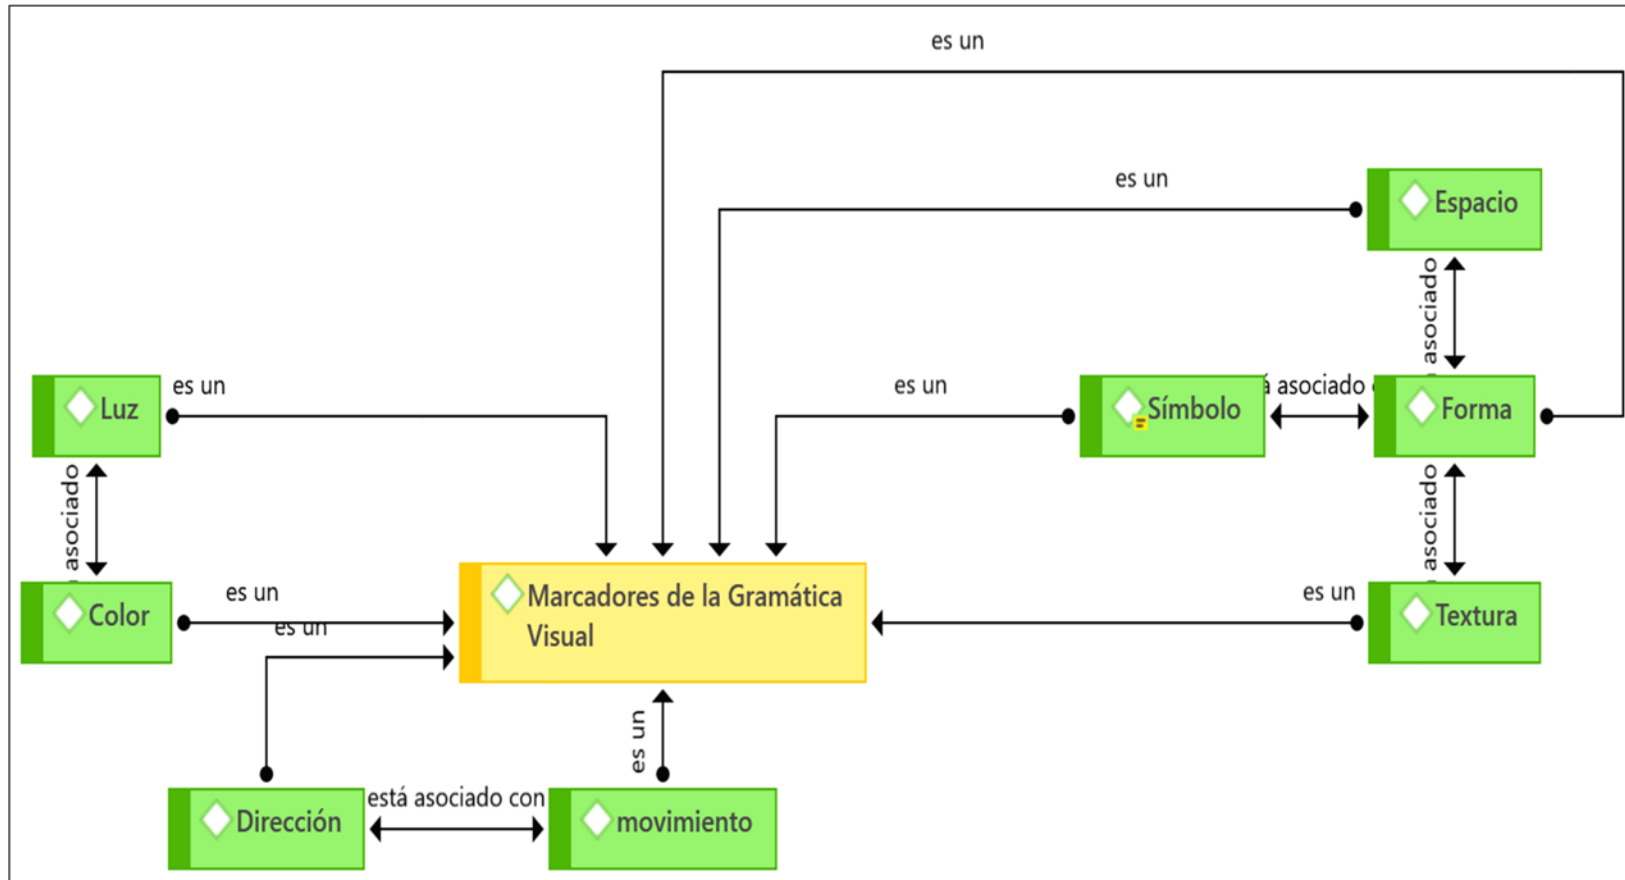 es un
es un
Espacio
asociado
es un
Luz
es un
Símbolo
asociado
Forma
asociado
asociado
es un
Color
es un
Marcadores de la Gramática
Visual
es un
Textura
es un
Dirección
está asociado con
movimiento